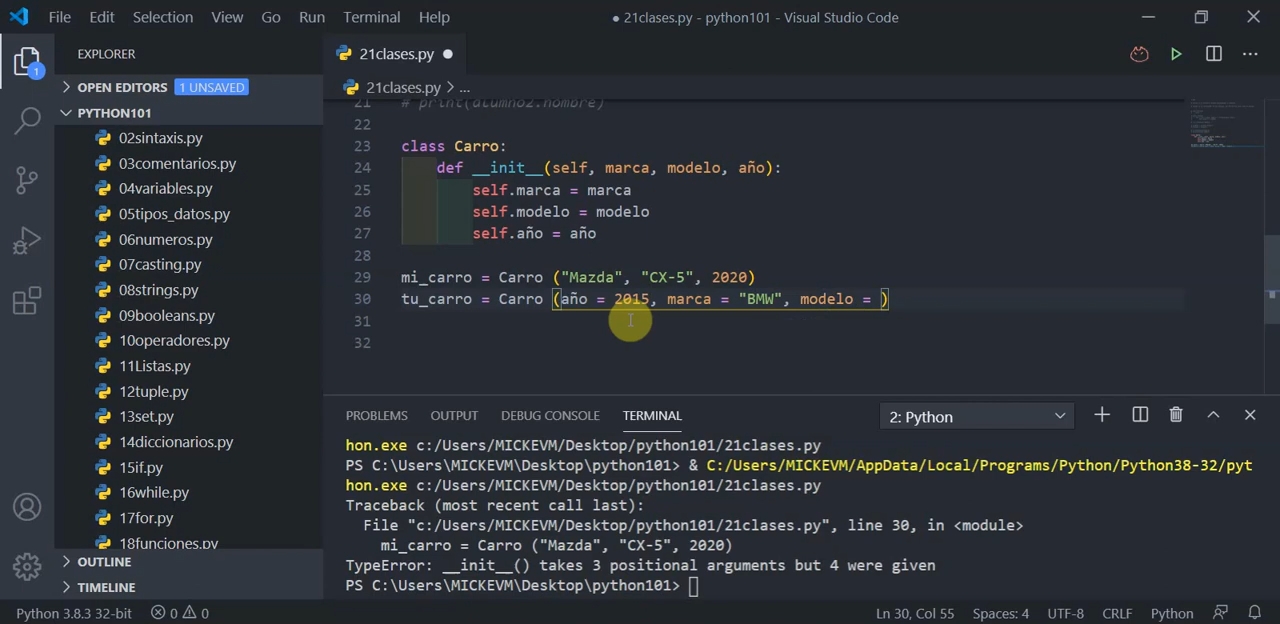 File Edit Selection View Go Run Terminal Help
● 21clases.py - python101 - Visual Studio Code
EXPLORER
21clases.py
OPEN EDITORS 1 UNSAVED
21clases.py > ...
PYTHON101
1
02sintaxis.py
03comentarios.py
04variables.py
05tipos_datos.py
06numeros.py
07casting.py
08strings.py
09booleans.py
10operadores.py
11Listas.py
12tuple.py
13set.py
14diccionarios.py
15if.py
16while.py
17for.py
18funciones.py
OUTLINE
TIMELINE
21 # print(alumno2.nombre)
22
23 class Carro:
24 def __init__(self, marca, modelo, año):
25 self.marca = marca
26 self.modelo = modelo
27 self.año = año
28
29 mi_carro = Carro ("Mazda", "CX-5", 2020)
30 tu_carro = Carro (año = 2015, marca = "BMW", modelo = )
31
32
PROBLEMS OUTPUT DEBUG CONSOLE TERMINAL 2: Python
hon.exe c:/Users/MICKEVM/Desktop/python101/21clases.py
PS C:\Users\MICKEVM\Desktop\python101> & C:/Users/MICKEVM/AppData/Local/Programs/Python/Python38-32/pyt
hon.exe c:/Users/MICKEVM/Desktop/python101/21clases.py
Traceback (most recent call last):
File "c:/Users/MICKEVM/Desktop/python101/21clases.py", line 30, in <module>
mi_carro = Carro ("Mazda", "CX-5", 2020)
TypeError: __init__() takes 3 positional arguments but 4 were given
PS C:\Users\MICKEVM\Desktop\python101>
Python 3.8.3 32-bit 0 0 Ln 30, Col 55 Spaces: 4 UTF-8 CRLF Python